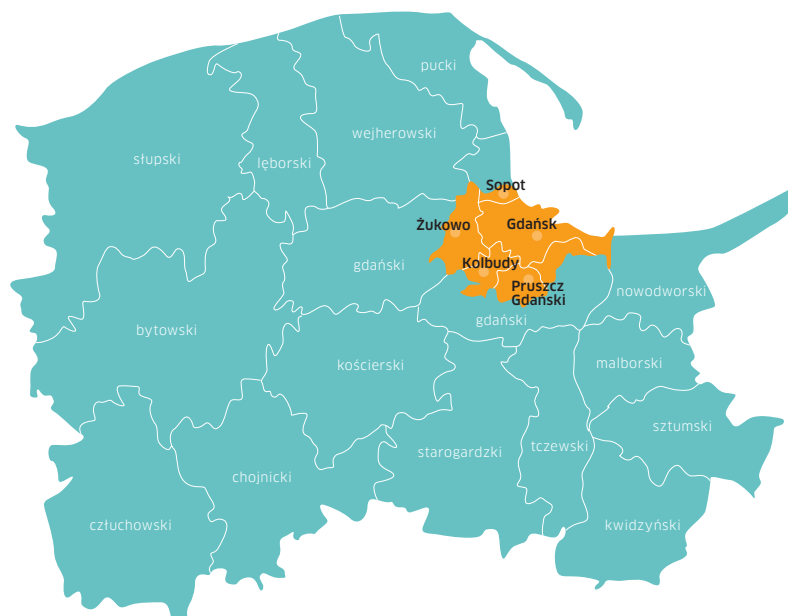 pucki
wejherowski
słupski
lęborski
Sopot
Żukowo
Gdańsk
gdański
Kolbudy
Pruszcz
Gdański
nowodworski
gdański
bytowski
kościerski
malborski
sztumski
starogardzki
tczewski
chojnicki
człuchowski
kwidzyński